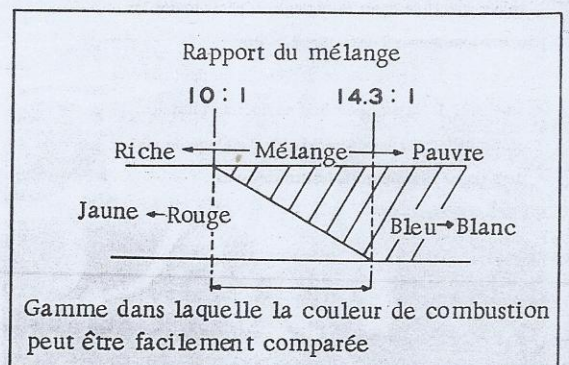 Rapport du mélange
10 : 1 14.3 : 1
Riche Mélange Pauvre
Jaune Rouge Bleu Blanc
Gamme dans laquelle la couleur de combustion
peut être facilement comparée